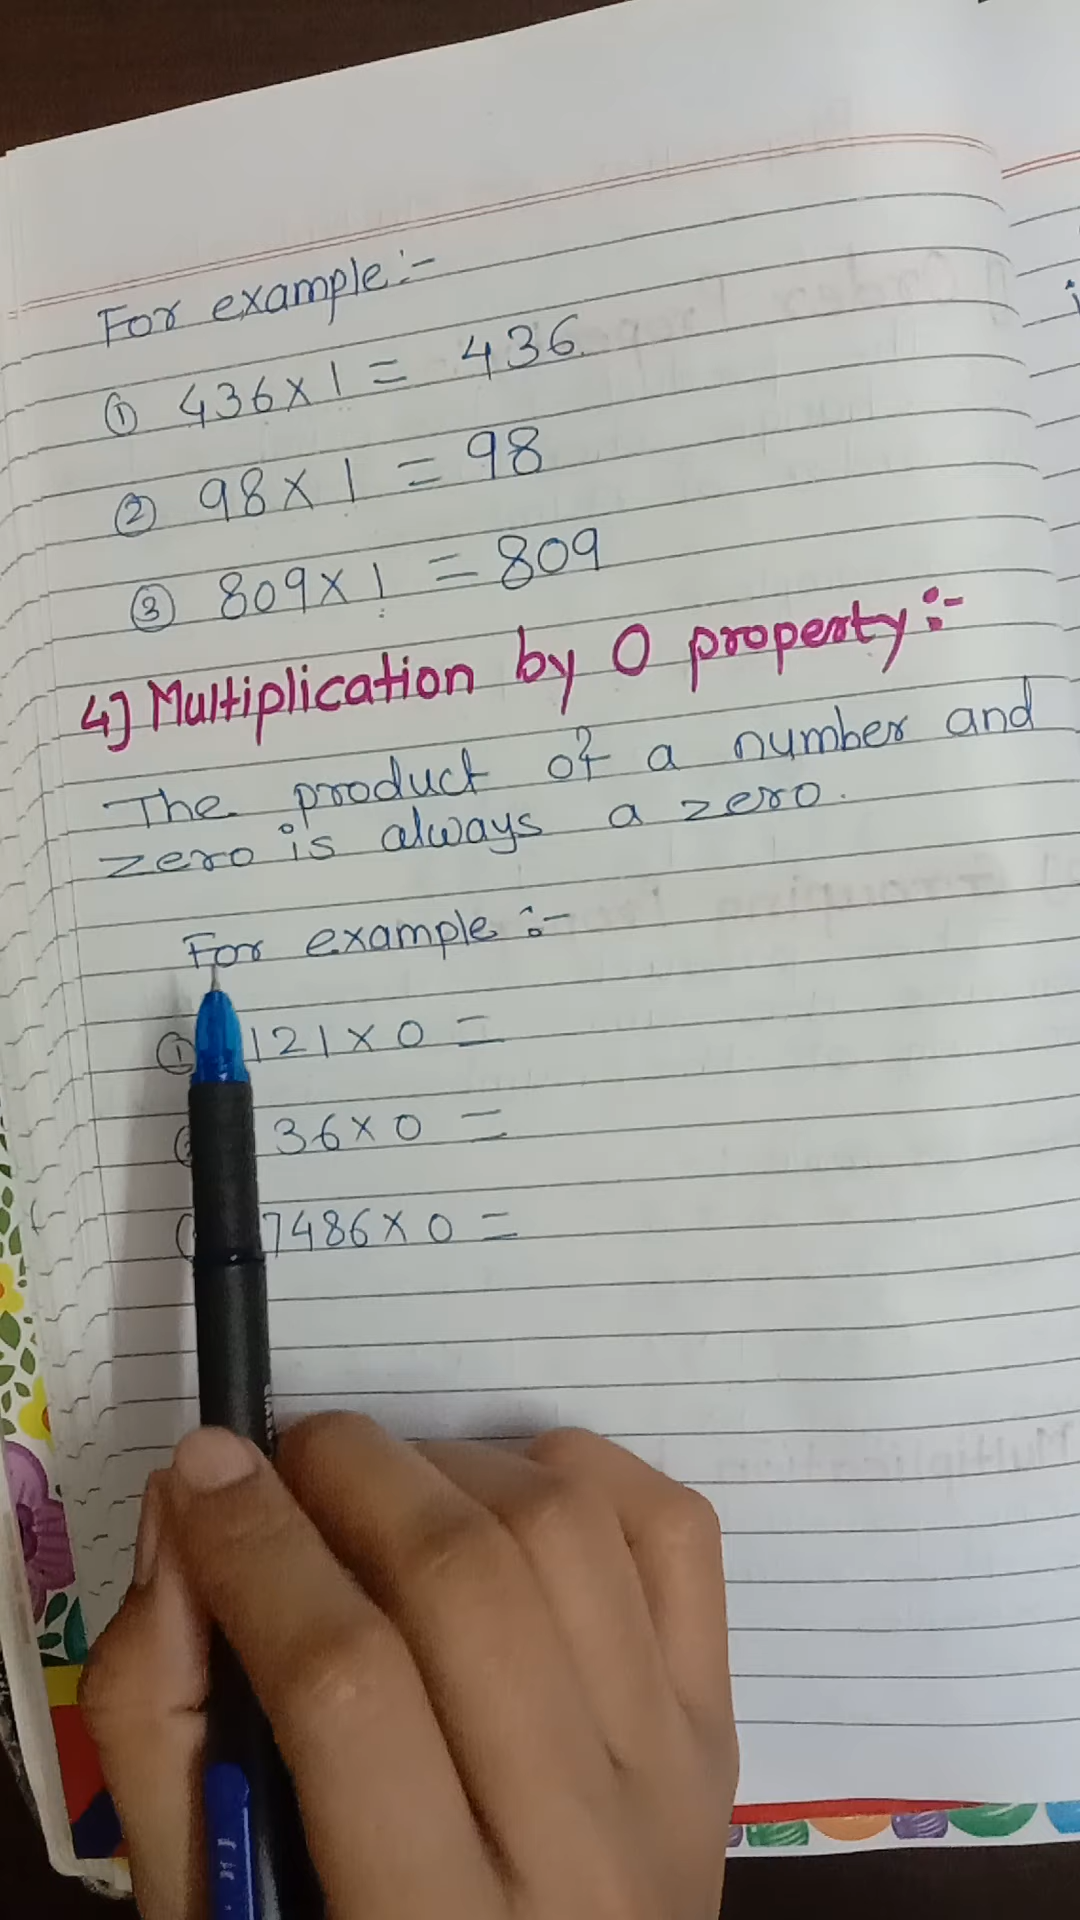 For example:-
① 436×1 = 436
② 98×1 = 98
③ 809×1 = 809
4] Multiplication by 0 property:-
The product of a number and
zero is always a zero.
For example:-
① 121×0 =
36×0 =
7486×0 =